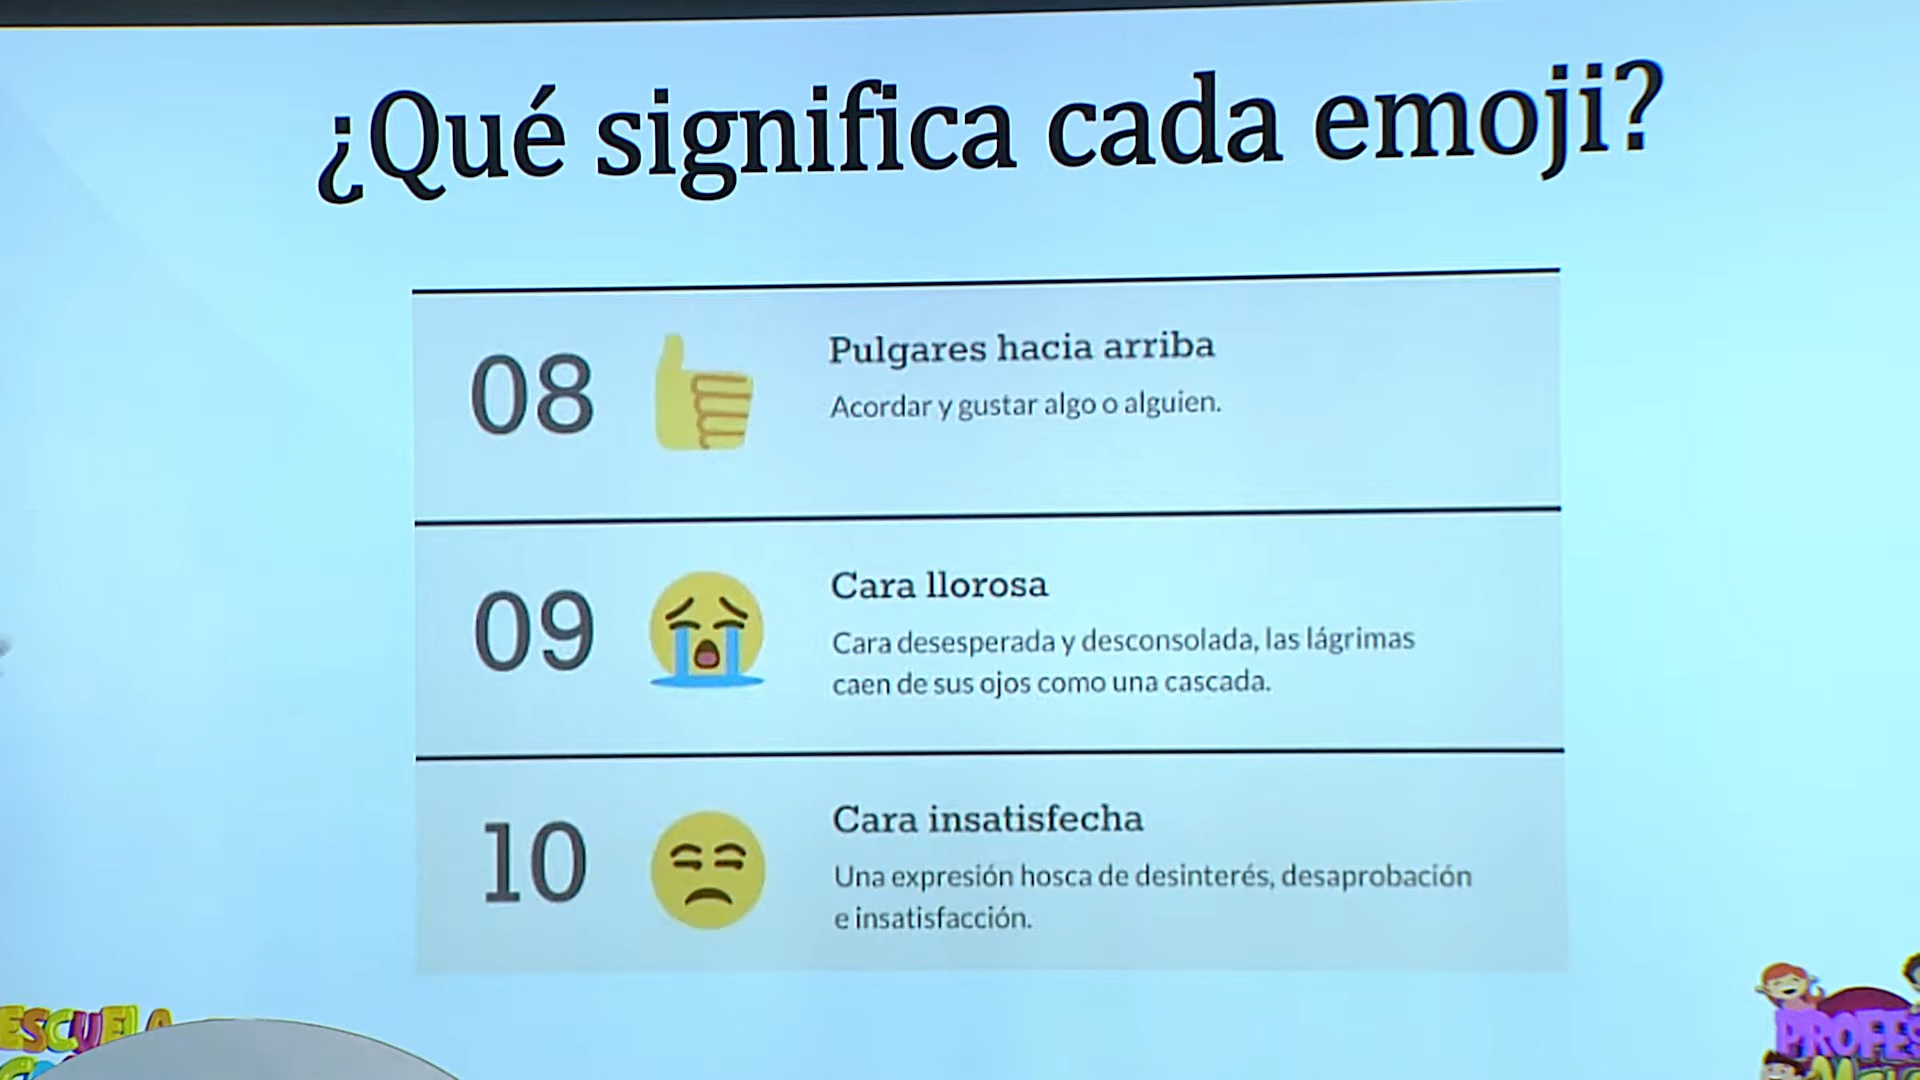 ¿Qué significa cada emoji?
08
Pulgares hacia arriba
Acordar y gustar algo o alguien.
09
Cara llorosa
Cara desesperada y desconsolada, las lágrimas
caen de sus ojos como una cascada.
10
Cara insatisfecha
Una expresión hosca de desinterés, desaprobación
e insatisfacción.
ESCUELA